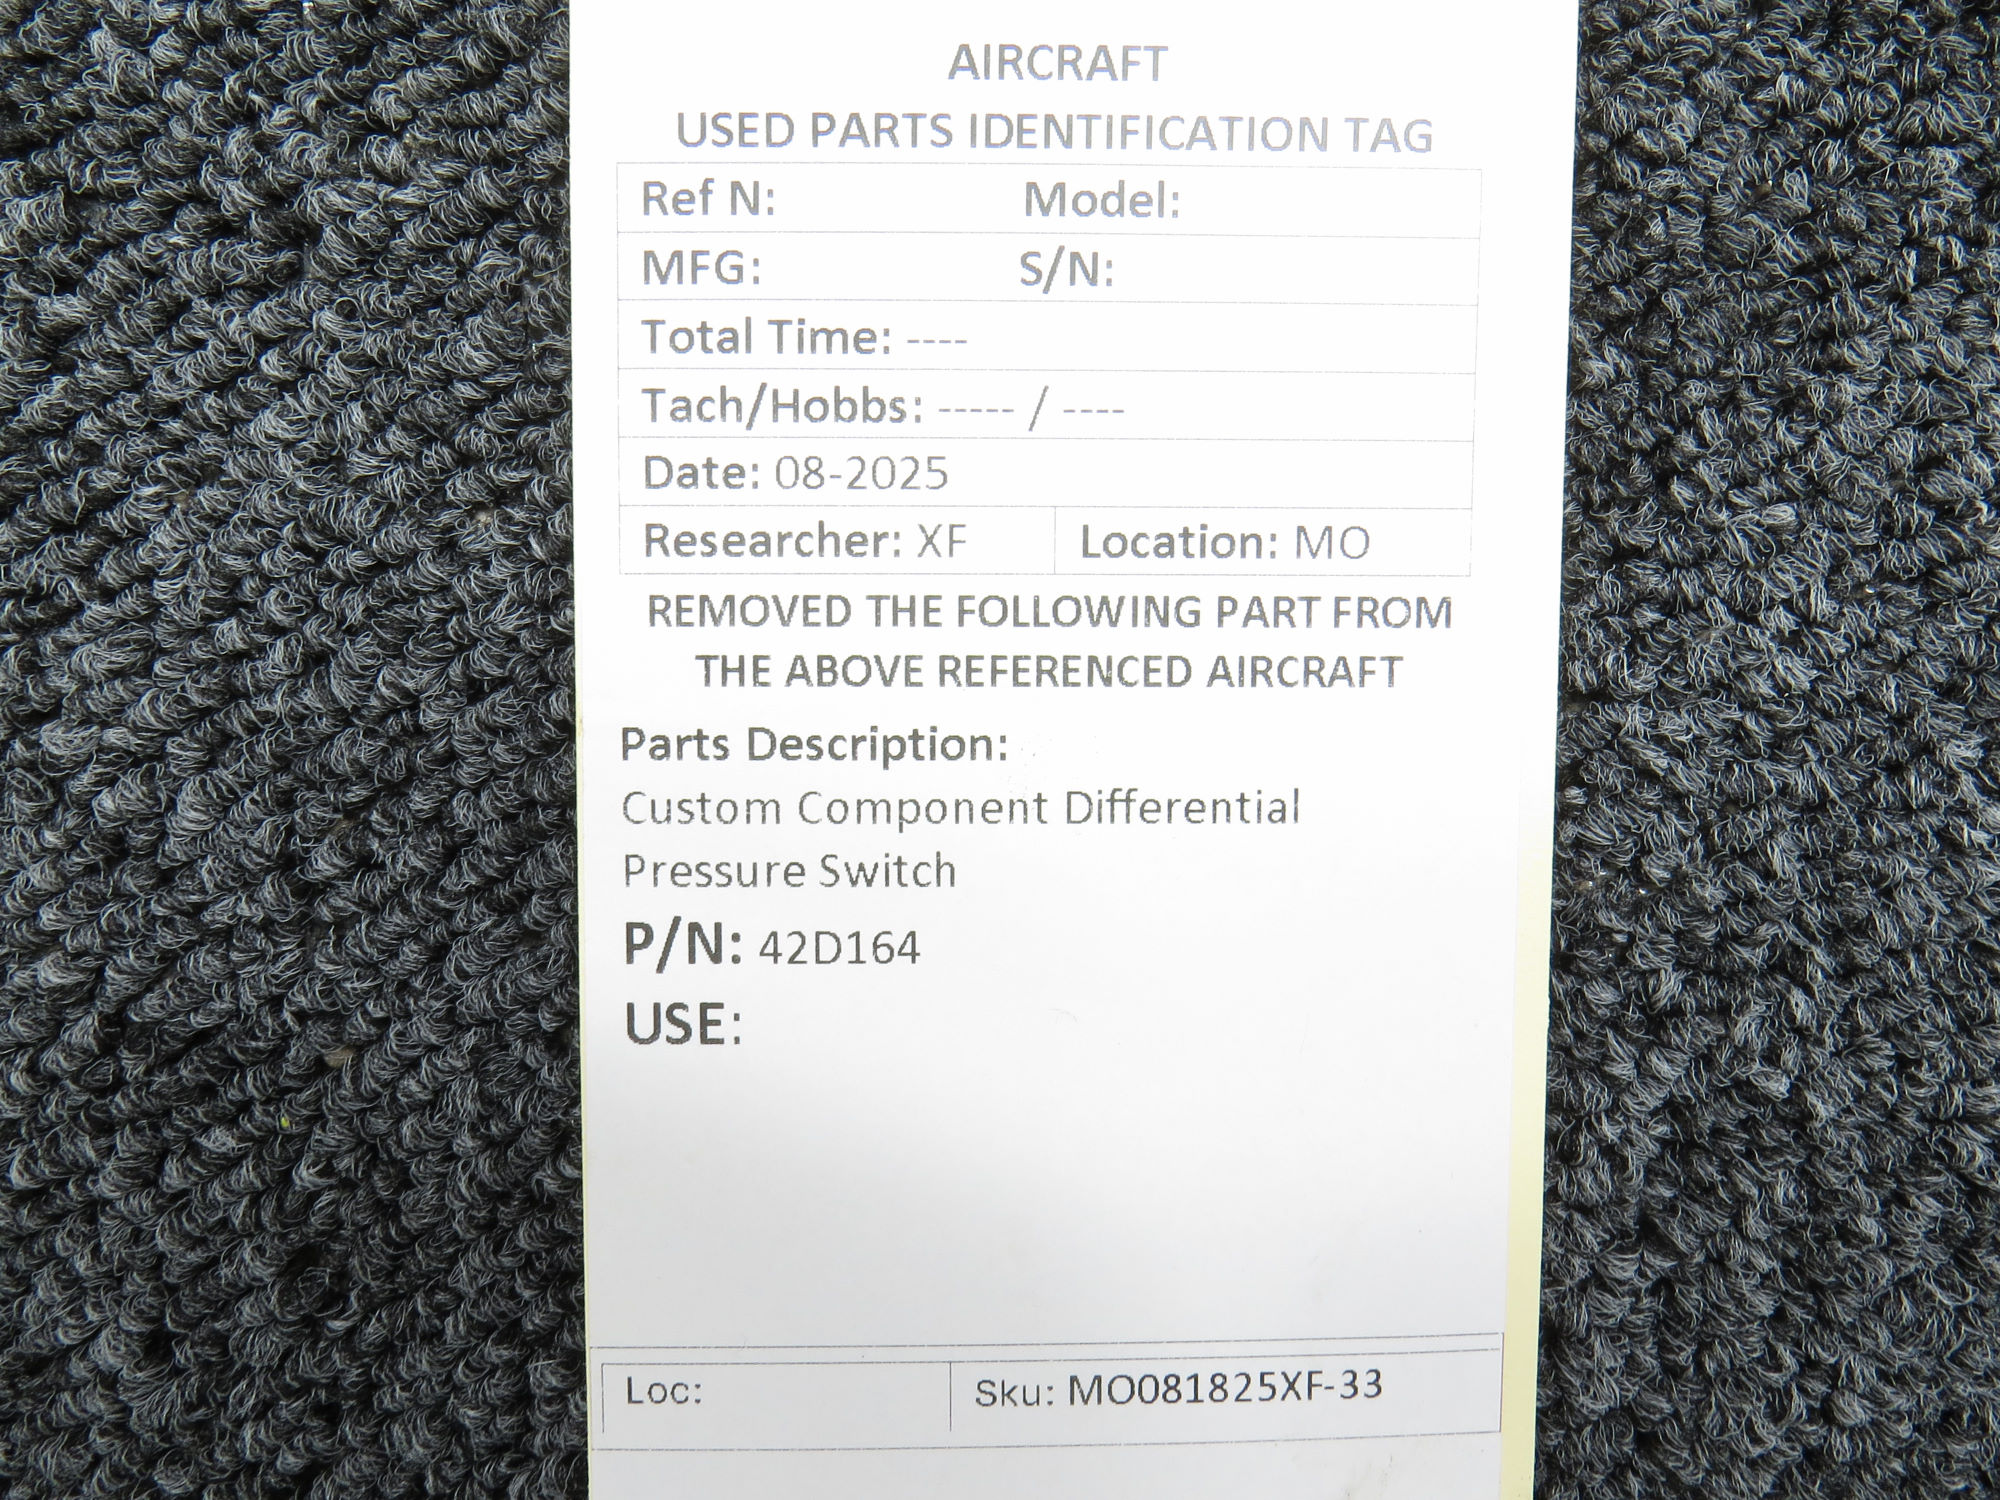 AIRCRAFT
USED PARTS IDENTIFICATION TAG
Ref N: Model:
MFG: S/N:
Total Time: ----
Tach/Hobbs: ----- / ----
Date: 08-2025
Researcher: XF Location: MO
REMOVED THE FOLLOWING PART FROM
THE ABOVE REFERENCED AIRCRAFT
Parts Description:
Custom Component Differential
Pressure Switch
P/N: 42D164
USE:
Loc: Sku: MO081825XF-33